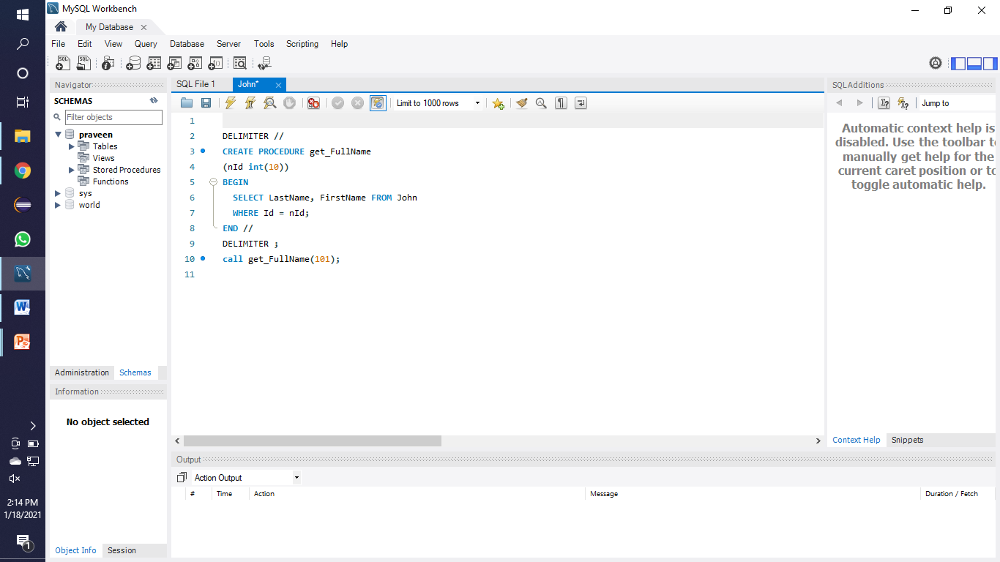 MySQL Workbench
My Database
File Edit View Query Database Server Tools Scripting Help
Navigator
SCHEMAS
Filter objects
praveen
Tables
Views
Stored Procedures
Functions
sys
world
Administration Schemas
Information
No object selected
Object Info Session
SQL File 1 John*
Limit to 1000 rows
1
2 DELIMITER //
3 CREATE PROCEDURE get_FullName
4 (nId int(10))
5 BEGIN
6 SELECT LastName, FirstName FROM John
7 WHERE Id = nId;
8 END //
9 DELIMITER ;
10 call get_FullName(101);
11
SQLAdditions
Jump to
Automatic context help is
disabled. Use the toolbar to
manually get help for the
current caret position or to
toggle automatic help.
Context Help Snippets
Output
Action Output
# Time Action Message Duration / Fetch
2:14 PM
1/18/2021
1